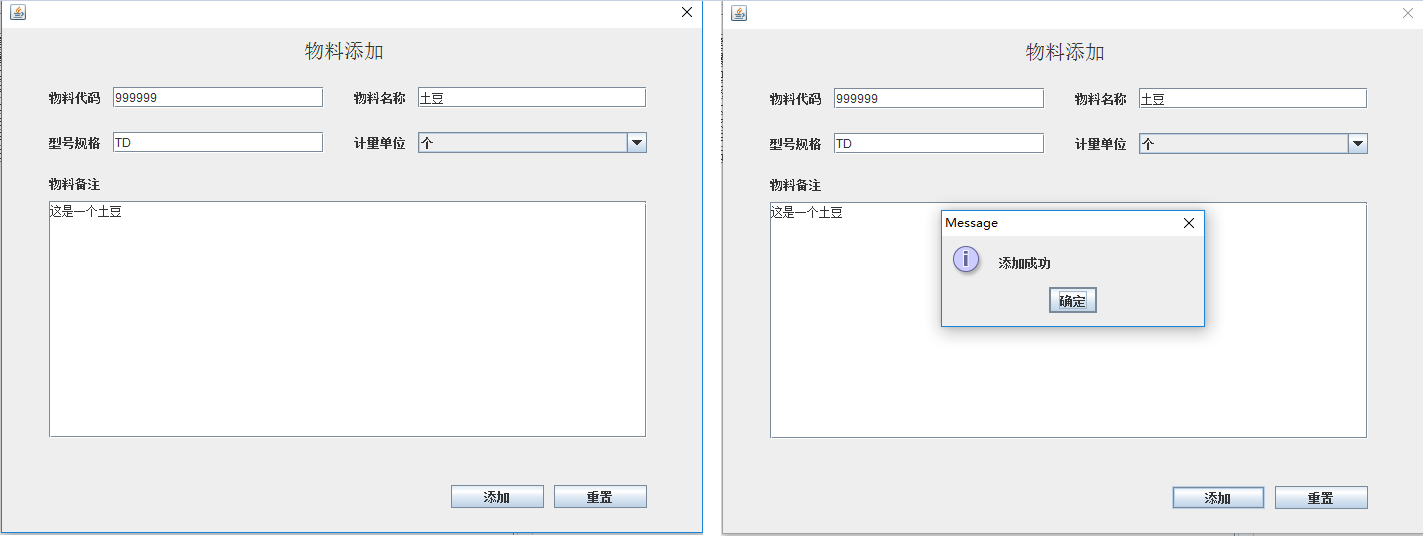 物料添加
物料代码 999999 物料名称 土豆
型号规格 TD 计量单位 个
物料备注
这是一个土豆
添加 重置
物料添加
物料代码 999999 物料名称 土豆
型号规格 TD 计量单位 个
物料备注
这是一个土豆
Message
添加成功
确定
添加 重置